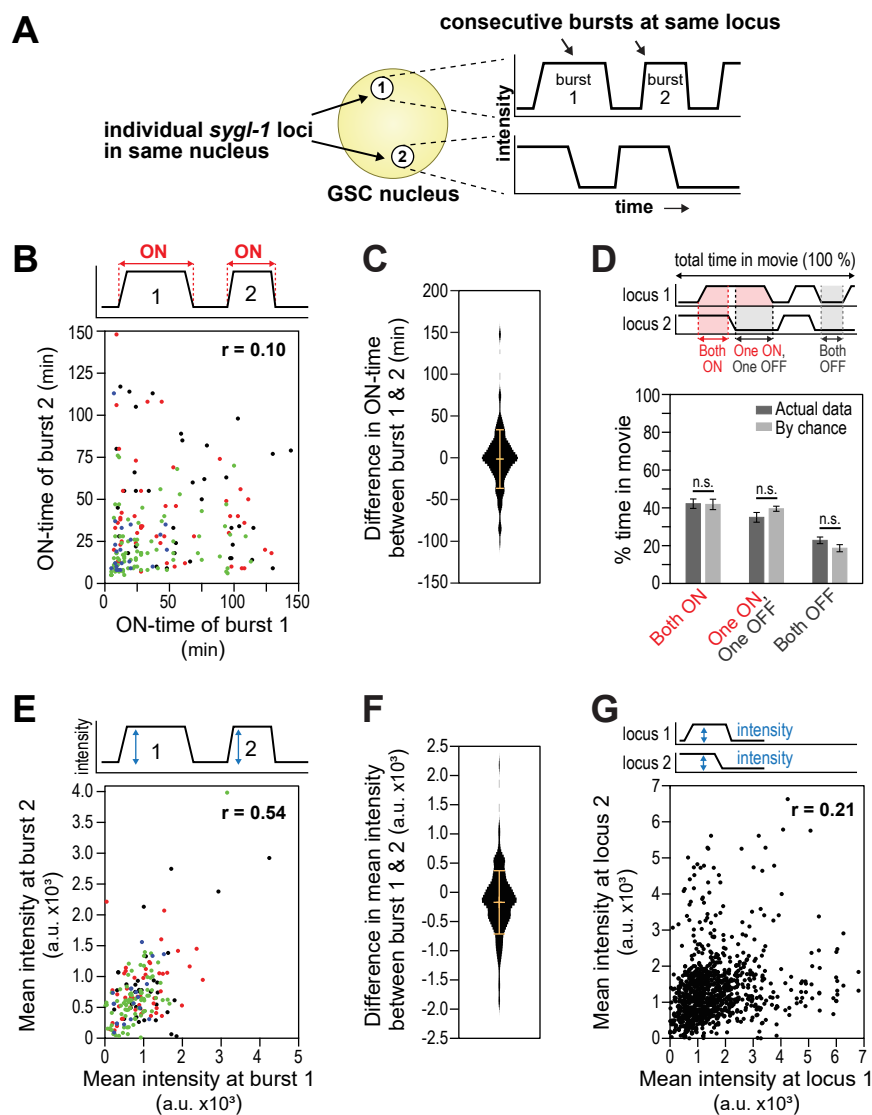 A
consecutive bursts at same locus
individual sygl-1 loci
in same nucleus
1
2
GSC nucleus
intensity
burst
1
burst
2
time
B
ON
ON
1
2
ON-time of burst 2 (min)
150
125
100
75
50
25
0
r = 0.10
0
50
100
150
ON-time of burst 1
(min)
C
Difference in ON-time
between burst 1 & 2 (min)
200
150
100
50
0
-50
-100
-150
D
total time in movie (100 %)
locus 1
locus 2
Both
ON
One ON,
One OFF
Both
OFF
% time in movie
100
80
60
40
20
0
Actual data
By chance
n.s.
n.s.
n.s.
Both ON
One ON,
One OFF
Both OFF
E
intensity
1
2
Mean intensity at burst 2
(a.u. x10³)
4.0
3.5
3.0
2.5
2.0
1.5
1.0
0.5
0
r = 0.54
0
1
2
3
4
5
Mean intensity at burst 1
(a.u. x10³)
F
Difference in mean intensity
between burst 1 & 2 (a.u. x10³)
2.5
2.0
1.5
1.0
0.5
0
-0.5
-1.0
-1.5
-2.0
-2.5
G
locus 1
intensity
locus 2
intensity
Mean intensity at locus 2
(a.u. x10³)
7
6
5
4
3
2
1
0
r = 0.21
0
1
2
3
4
5
6
7
Mean intensity at locus 1
(a.u. x10³)